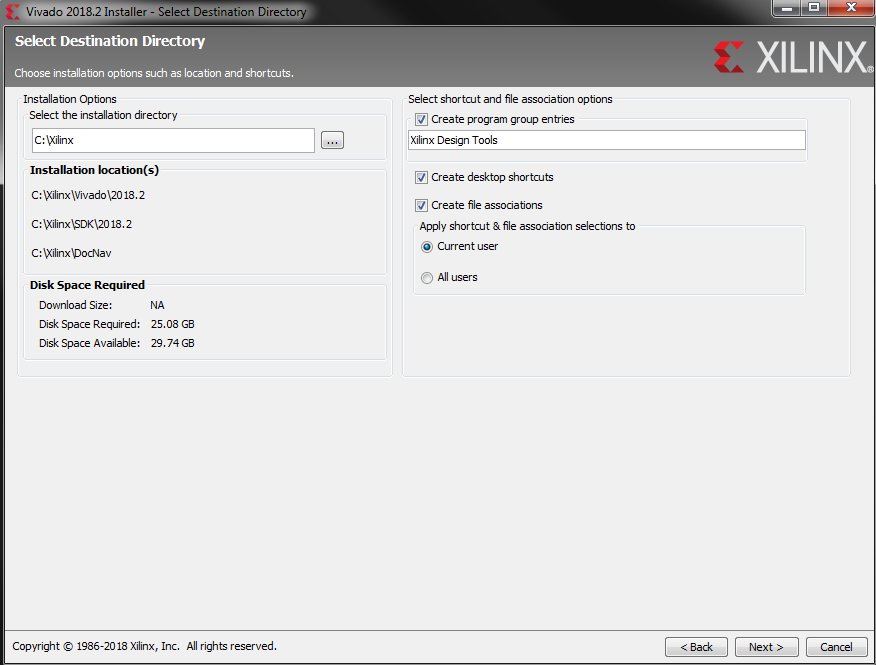 Vivado 2018.2 Installer - Select Destination Directory
Select Destination Directory
Choose installation options such as location and shortcuts.
XILINX®
Installation Options
Select the installation directory
C:\Xilinx
...
Installation location(s)
C:\Xilinx\Vivado\2018.2
C:\Xilinx\SDK\2018.2
C:\Xilinx\DocNav
Disk Space Required
Download Size: NA
Disk Space Required: 25.08 GB
Disk Space Available: 29.74 GB
Select shortcut and file association options
Create program group entries
Xilinx Design Tools
Create desktop shortcuts
Create file associations
Apply shortcut & file association selections to
Current user
All users
Copyright © 1986-2018 Xilinx, Inc. All rights reserved.
< Back
Next >
Cancel